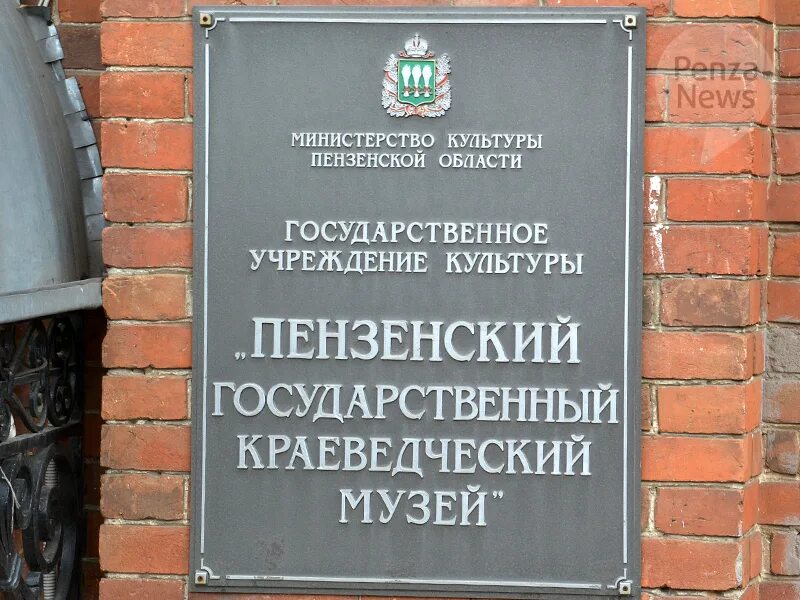 Penza
News
МИНИСТЕРСТВО КУЛЬТУРЫ
ПЕНЗЕНСКОЙ ОБЛАСТИ
ГОСУДАРСТВЕННОЕ
УЧРЕЖДЕНИЕ КУЛЬТУРЫ
„ПЕНЗЕНСКИЙ
ГОСУДАРСТВЕННЫЙ
КРАЕВЕДЧЕСКИЙ
МУЗЕЙ"